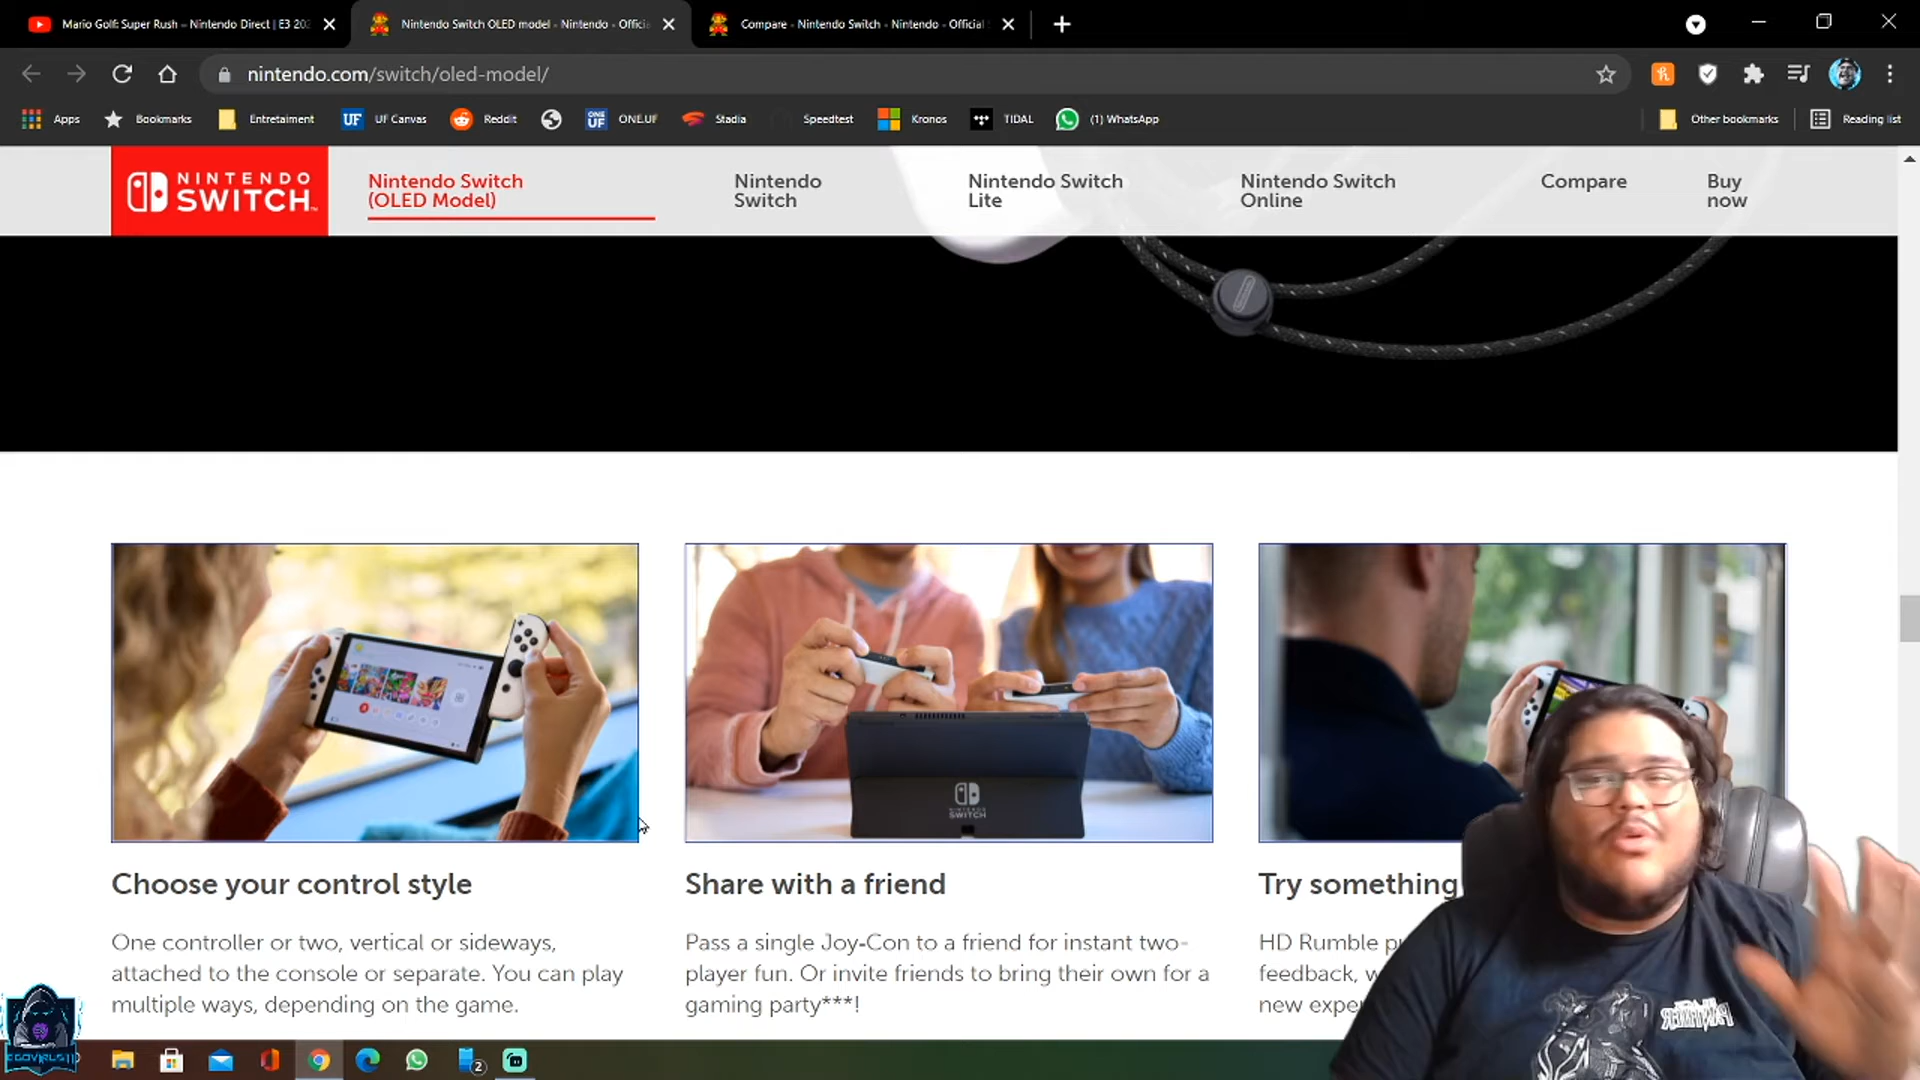 Mario Golf: Super Rush – Nintendo Direct | E3 202
Nintendo Switch OLED model - Nintendo - Offici
Compare - Nintendo Switch - Nintendo - Official
nintendo.com/switch/oled-model/
Apps
Bookmarks
Entretaiment
UF Canvas
Reddit
ONE.UF
Stadia
Speedtest
Kronos
TIDAL
(1) WhatsApp
Other bookmarks
Reading list
NINTENDO
SWITCH™
Nintendo Switch
(OLED Model)
Nintendo
Switch
Nintendo Switch
Lite
Nintendo Switch
Online
Compare
Buy
now
NINTENDO
SWITCH
Choose your control style
One controller or two, vertical or sideways,
attached to the console or separate. You can play
multiple ways, depending on the game.
Share with a friend
Pass a single Joy-Con to a friend for instant two-
player fun. Or invite friends to bring their own for a
gaming party***!
Try something
HD Rumble
feedback,
new
2